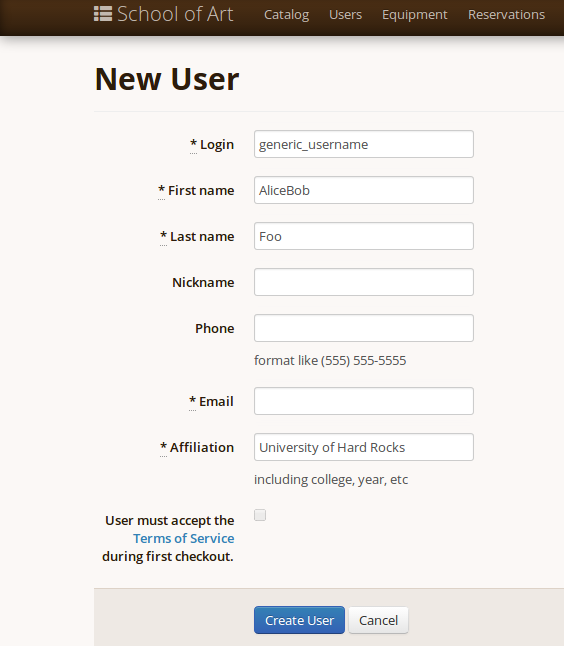 School of Art Catalog Users Equipment Reservations
New User
* Login generic_username
* First name AliceBob
* Last name Foo
Nickname
Phone
format like (555) 555-5555
* Email
* Affiliation University of Hard Rocks
including college, year, etc
User must accept the
Terms of Service
during first checkout.
Create User Cancel